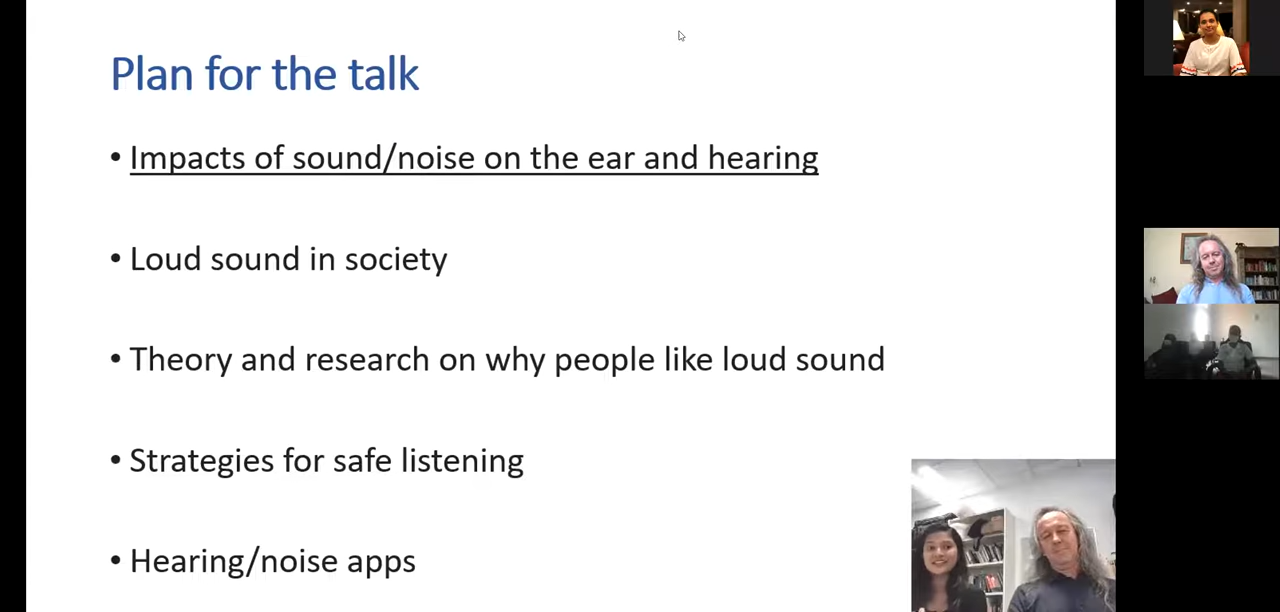 Plan for the talk
• Impacts of sound/noise on the ear and hearing
• Loud sound in society
• Theory and research on why people like loud sound
• Strategies for safe listening
• Hearing/noise apps